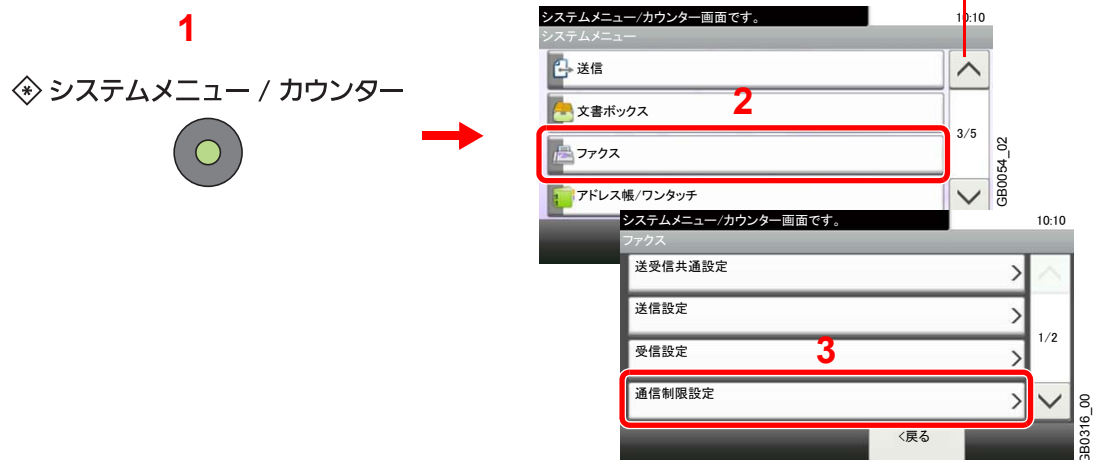 1
システムメニュー / カウンター
システムメニュー/カウンター画面です。
10:10
システムメニュー
送信
文書ボックス
2
ファクス
3/5
アドレス帳/ワンタッチ
GB0054_02
システムメニュー/カウンター画面です。
10:10
ファクス
送受信共通設定
送信設定
1/2
受信設定
3
通信制限設定
<戻る
GB0316_00